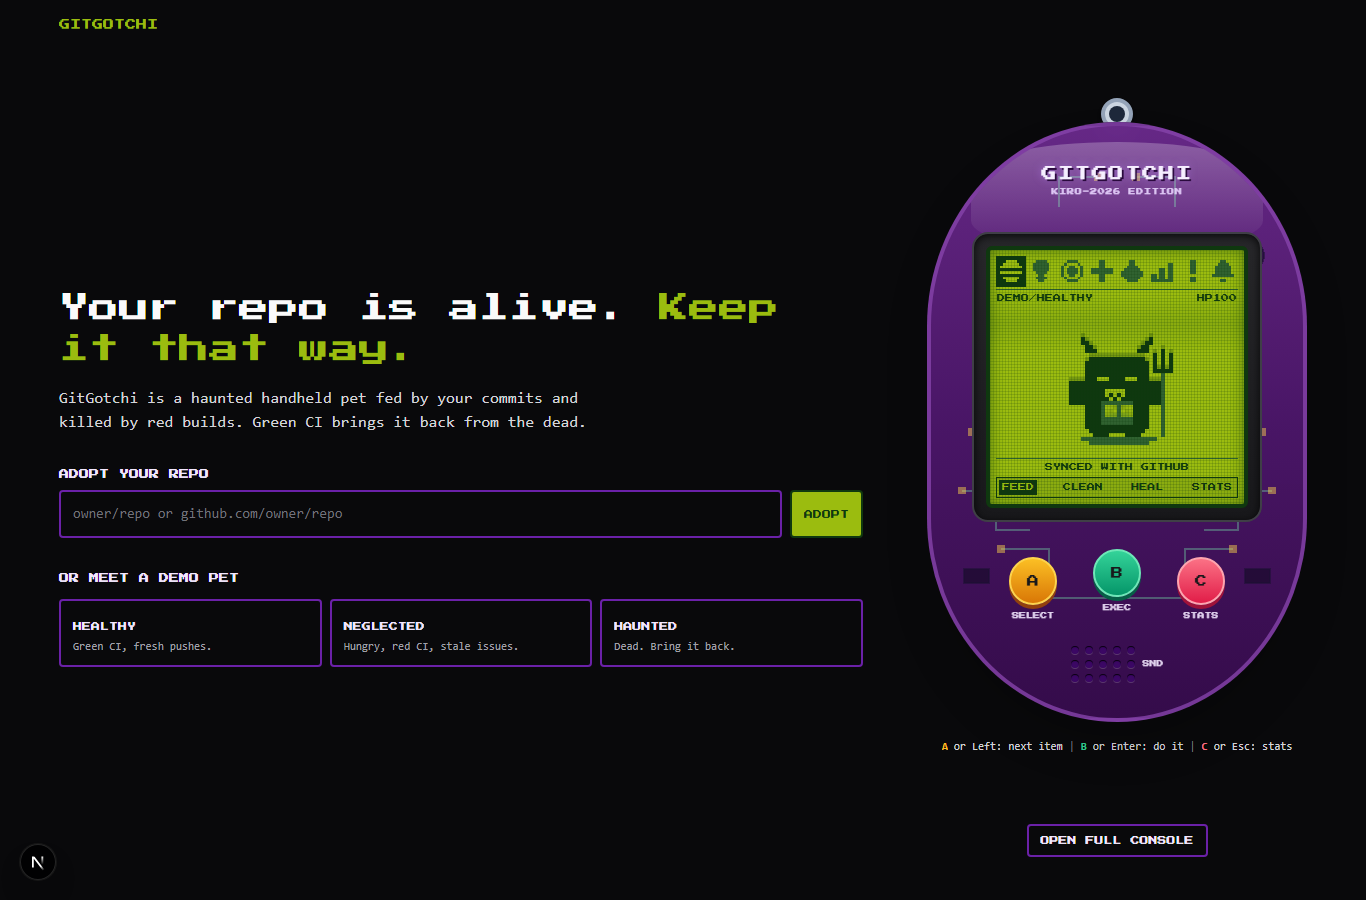 GITGOTCHI
Your repo is alive. Keep
it that way.
GitGotchi is a haunted handheld pet fed by your commits and
killed by red builds. Green CI brings it back from the dead.
ADOPT YOUR REPO
owner/repo or github.com/owner/repo
ADOPT
OR MEET A DEMO PET
HEALTHY
Green CI, fresh pushes.
NEGLECTED
Hungry, red CI, stale issues.
HAUNTED
Dead. Bring it back.
GITGOTCHI
KIRO-2026 EDITION
DEMO/HEALTHY HP100
SYNCED WITH GITHUB
FEED CLEAN HEAL STATS
A B C
SELECT EXEC STATS
SND
A or Left: next item | B or Enter: do it | C or Esc: stats
OPEN FULL CONSOLE
N